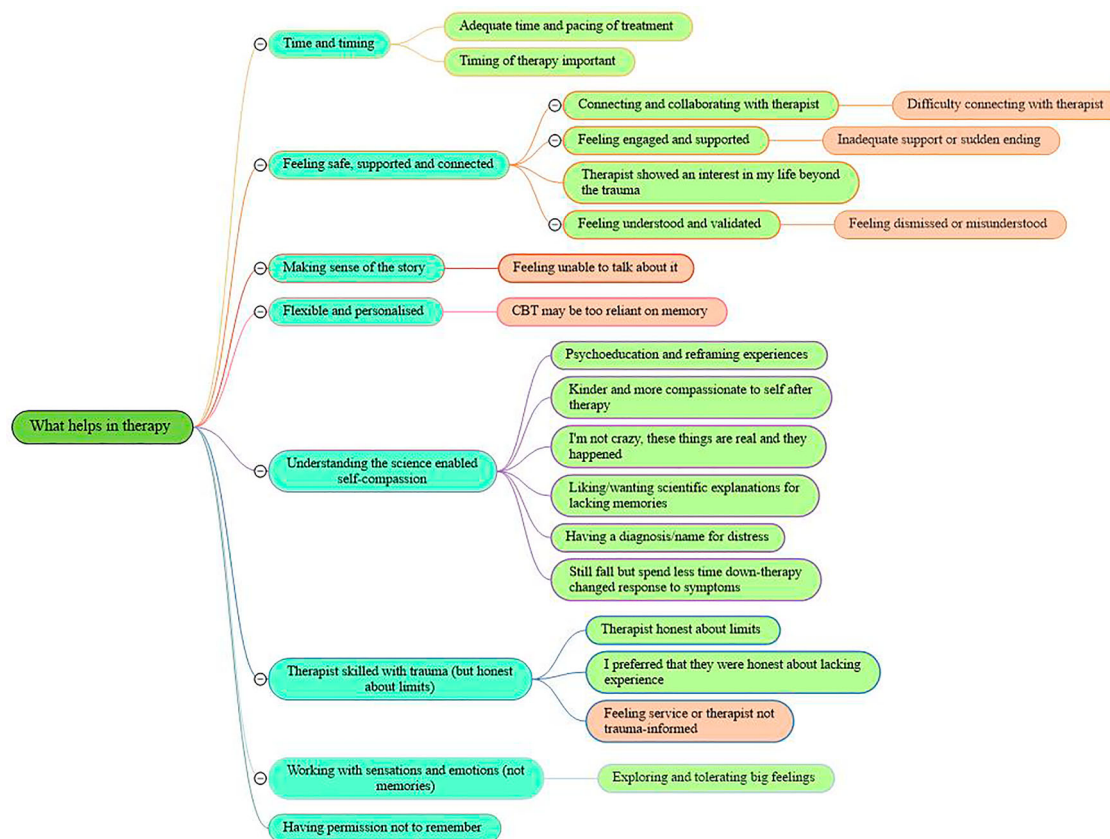 Adequate time and pacing of treatment
Time and timing
Timing of therapy important
Connecting and collaborating with therapist
Difficulty connecting with therapist
Feeling engaged and supported
Inadequate support or sudden ending
Feeling safe, supported and connected
Therapist showed an interest in my life beyond
the trauma
Feeling understood and validated
Feeling dismissed or misunderstood
Making sense of the story
Feeling unable to talk about it
Flexible and personalised
CBT may be too reliant on memory
Psychoeducation and reframing experiences
Kinder and more compassionate to self after
therapy
What helps in therapy
I'm not crazy, these things are real and they
happened
Understanding the science enabled
self-compassion
Liking/wanting scientific explanations for
lacking memories
Having a diagnosis/name for distress
Still fall but spend less time down-therapy
changed response to symptoms
Therapist honest about limits
Therapist skilled with trauma (but honest
about limits)
I preferred that they were honest about lacking
experience
Feeling service or therapist not
trauma-informed
Working with sensations and emotions (not
memories)
Exploring and tolerating big feelings
Having permission not to remember